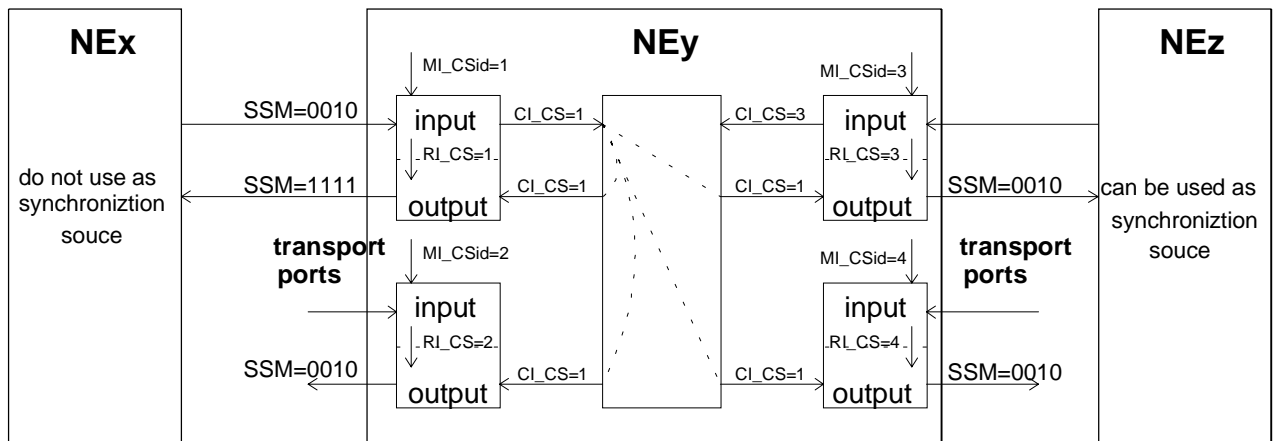 NEx
NEy
NEz
MI_CSid=1
MI_CSid=3
SSM=0010
input
CI_CS=1
CI_CS=3
input
RI_CS=1
RI_CS=3
do not use as
synchroniztion
souce
SSM=1111
output
CI_CS=1
CI_CS=1
output
SSM=0010
can be used as
synchroniztion
souce
transport
ports
MI_CSid=2
MI_CSid=4
transport
ports
input
input
RI_CS=2
RI_CS=4
SSM=0010
output
CI_CS=1
CI_CS=1
output
SSM=0010